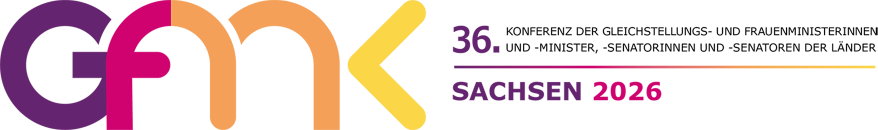 GFMK
36. KONFERENZ DER GLEICHSTELLUNGS- UND FRAUENMINISTERINNEN
UND -MINISTER, -SENATORINNEN UND -SENATOREN DER LÄNDER
SACHSEN 2026